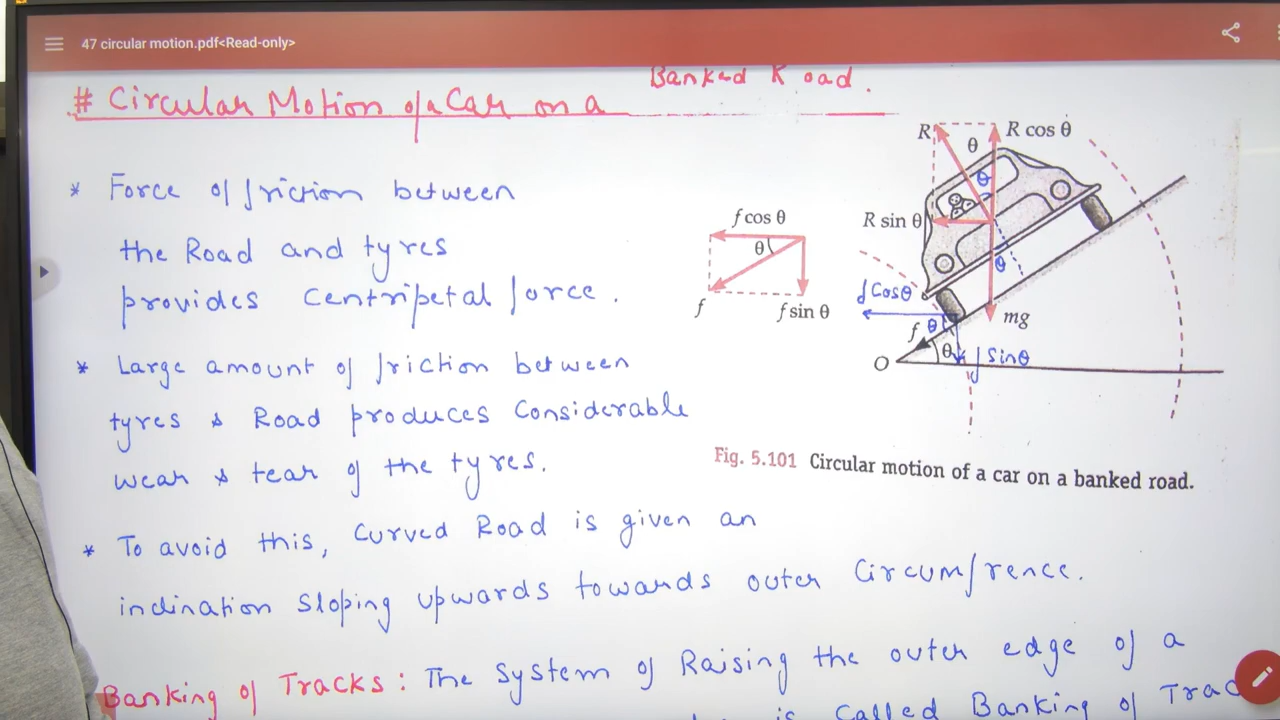 47 circular motion.pdf<Read-only>
# Circular Motion of a Car on a Banked Road.
* Force of friction between
the Road and tyres
provides Centripetal force.
* Large amount of friction between
tyres & Road produces Considerable
wear & tear of the tyres.
* To avoid this, Curved Road is given an
inclination Sloping upwards towards outer Circumfrence.
Banking of Tracks: The System of Raising the outer edge of a
is Called Banking of Trac
f cos θ
θ
f
f sin θ
R
θ
R cos θ
θ
R sin θ
θ
f Cosθ
mg
f
θ
O
θ
f Sinθ
Fig. 5.101 Circular motion of a car on a banked road.